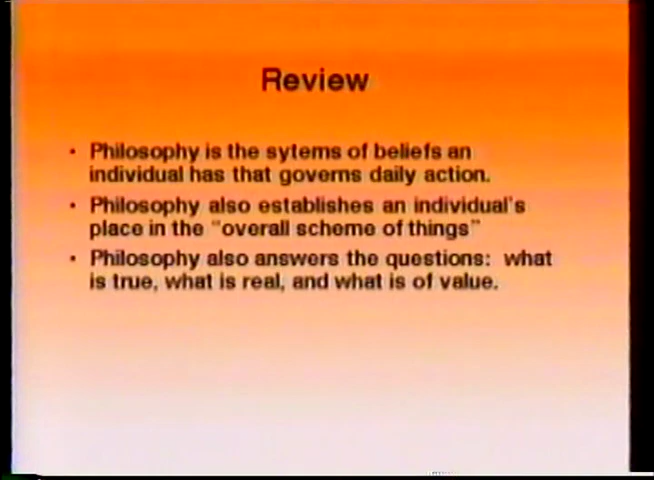 Review
• Philosophy is the sytems of beliefs an
individual has that governs daily action.
• Philosophy also establishes an individual's
place in the "overall scheme of things"
• Philosophy also answers the questions:  what
is true, what is real, and what is of value.